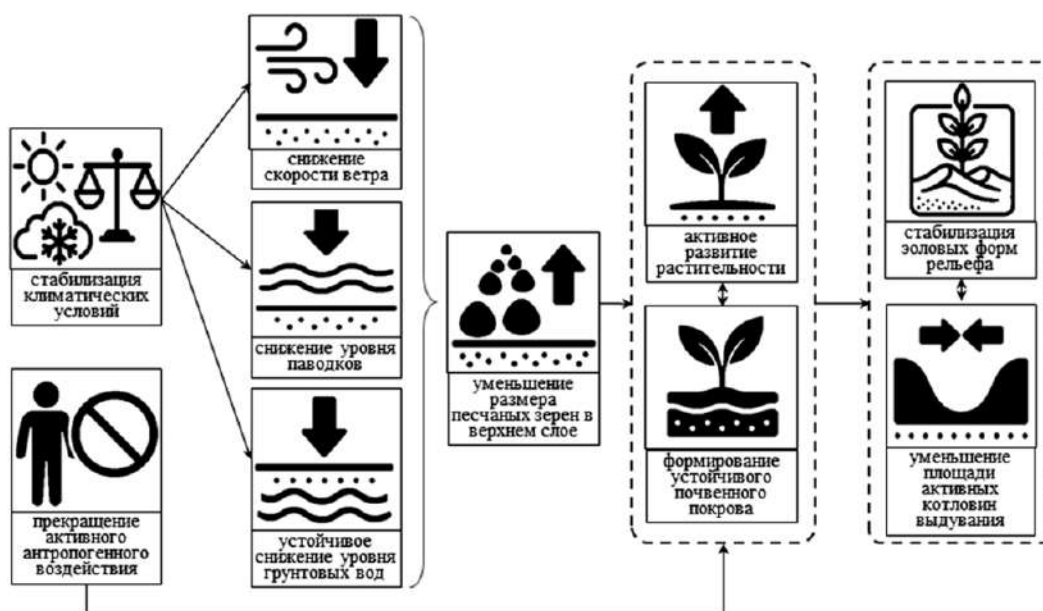 стабилизация
климатических
условий
прекращение
активного
антропогенного
воздействия
снижение
скорости ветра
снижение уровня
паводков
устойчивое
снижение уровня
грунтовых вод
уменьшение
размера
песчаных зерен в
верхнем слое
активное
развитие
растительности
формирование
устойчивого
почвенного
покрова
стабилизация
эоловых форм
рельефа
уменьшение
площади
активных
котловин
выдувания